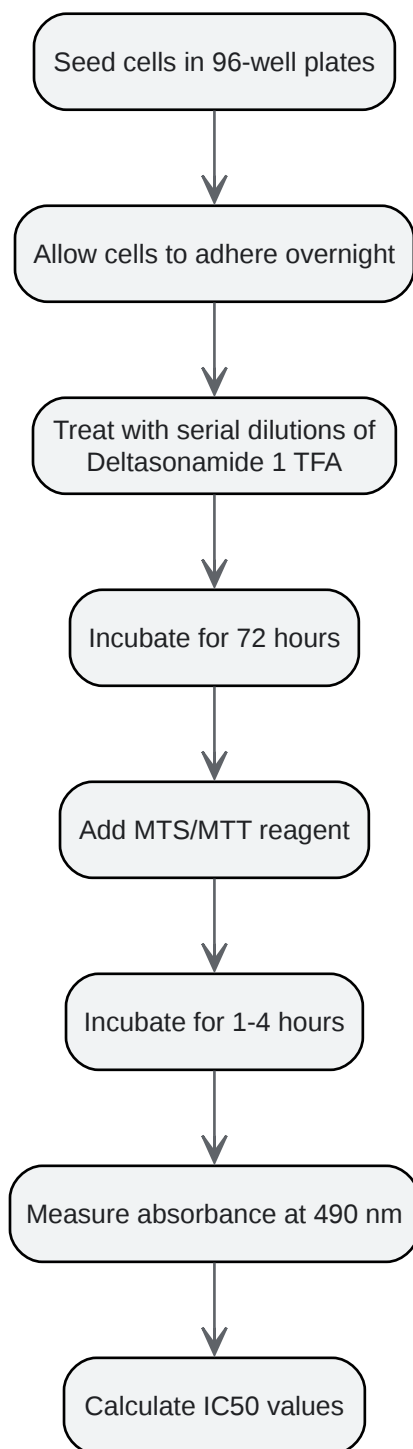 Seed cells in 96-well plates
Allow cells to adhere overnight
Treat with serial dilutions of
Deltasonamide 1 TFA
Incubate for 72 hours
Add MTS/MTT reagent
Incubate for 1-4 hours
Measure absorbance at 490 nm
Calculate IC50 values